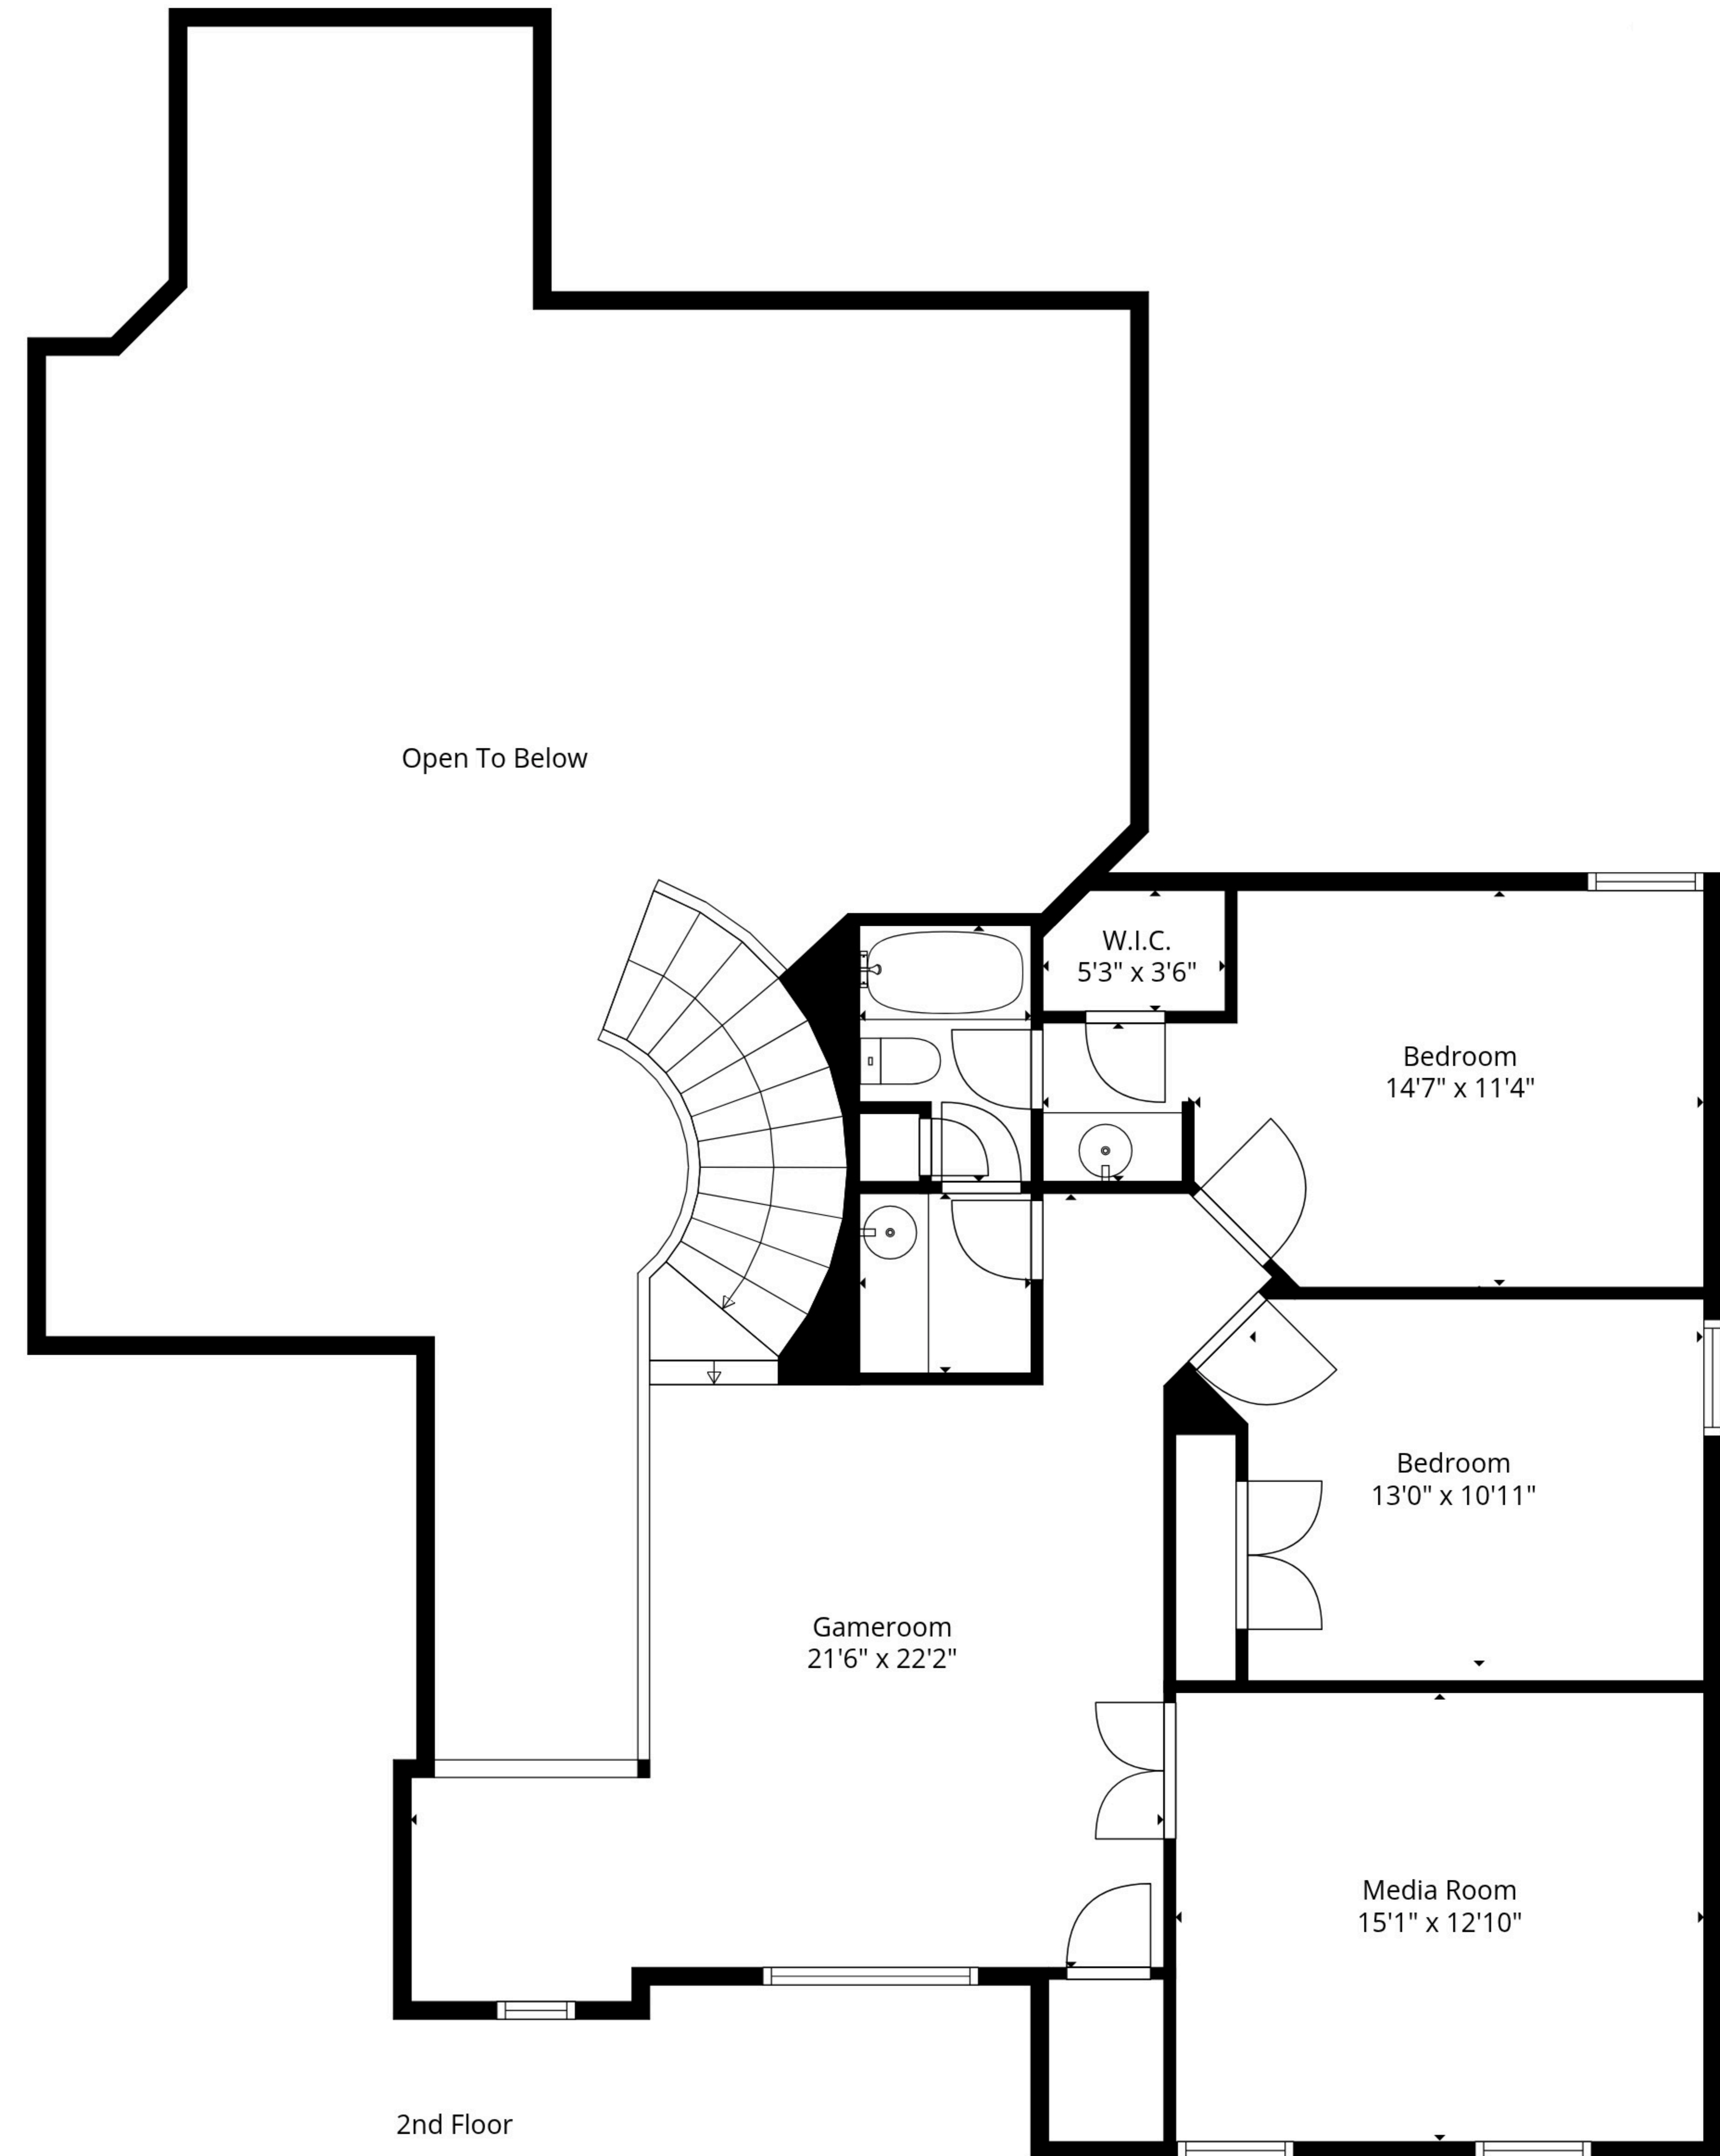 Open To Below
W.I.C.
5'3" x 3'6"
Bedroom
14'7" x 11'4"
Bedroom
13'0" x 10'11"
Gameroom
21'6" x 22'2"
Media Room
15'1" x 12'10"
2nd Floor